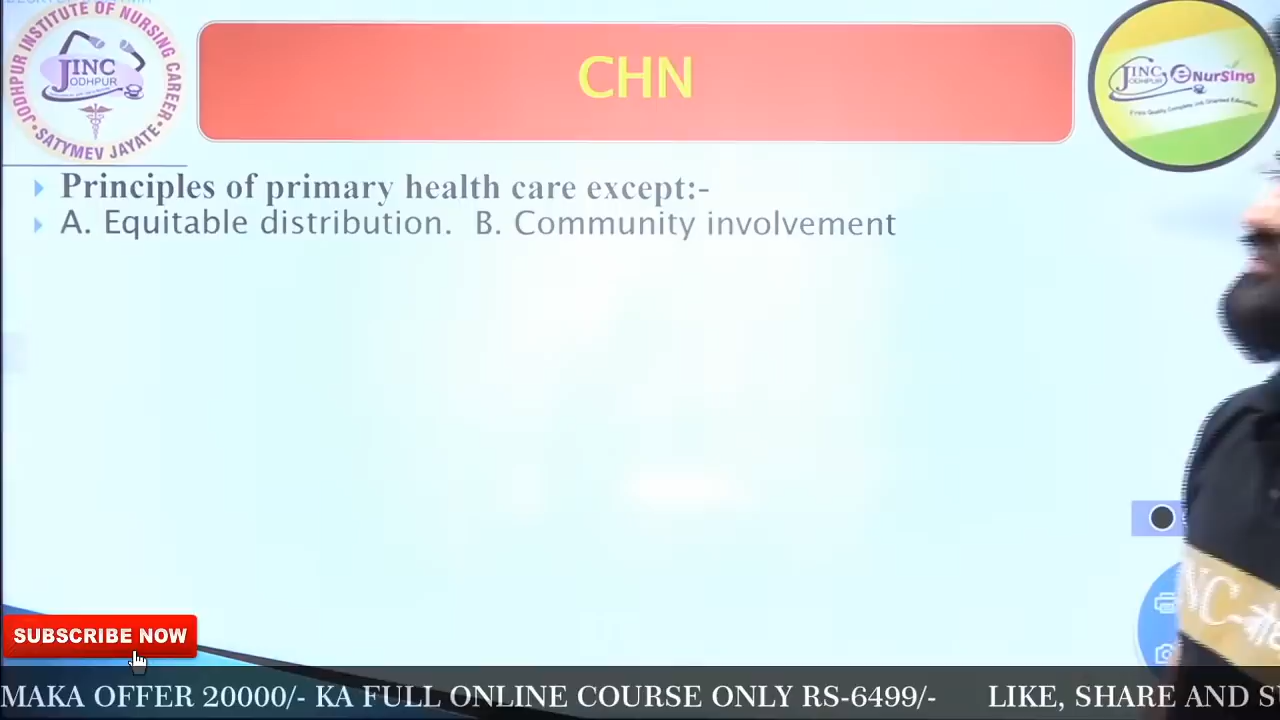 JODHPUR INSTITUTE OF NURSING CAREER
JINC
JODHPUR
SATYMEV JAYATE
CHN
JINC
JODHPUR
eNursing
Principles of primary health care except:-
A. Equitable distribution. B. Community involvement
SUBSCRIBE NOW
MAKA OFFER 20000/- KA FULL ONLINE COURSE ONLY RS-6499/- LIKE, SHARE AND